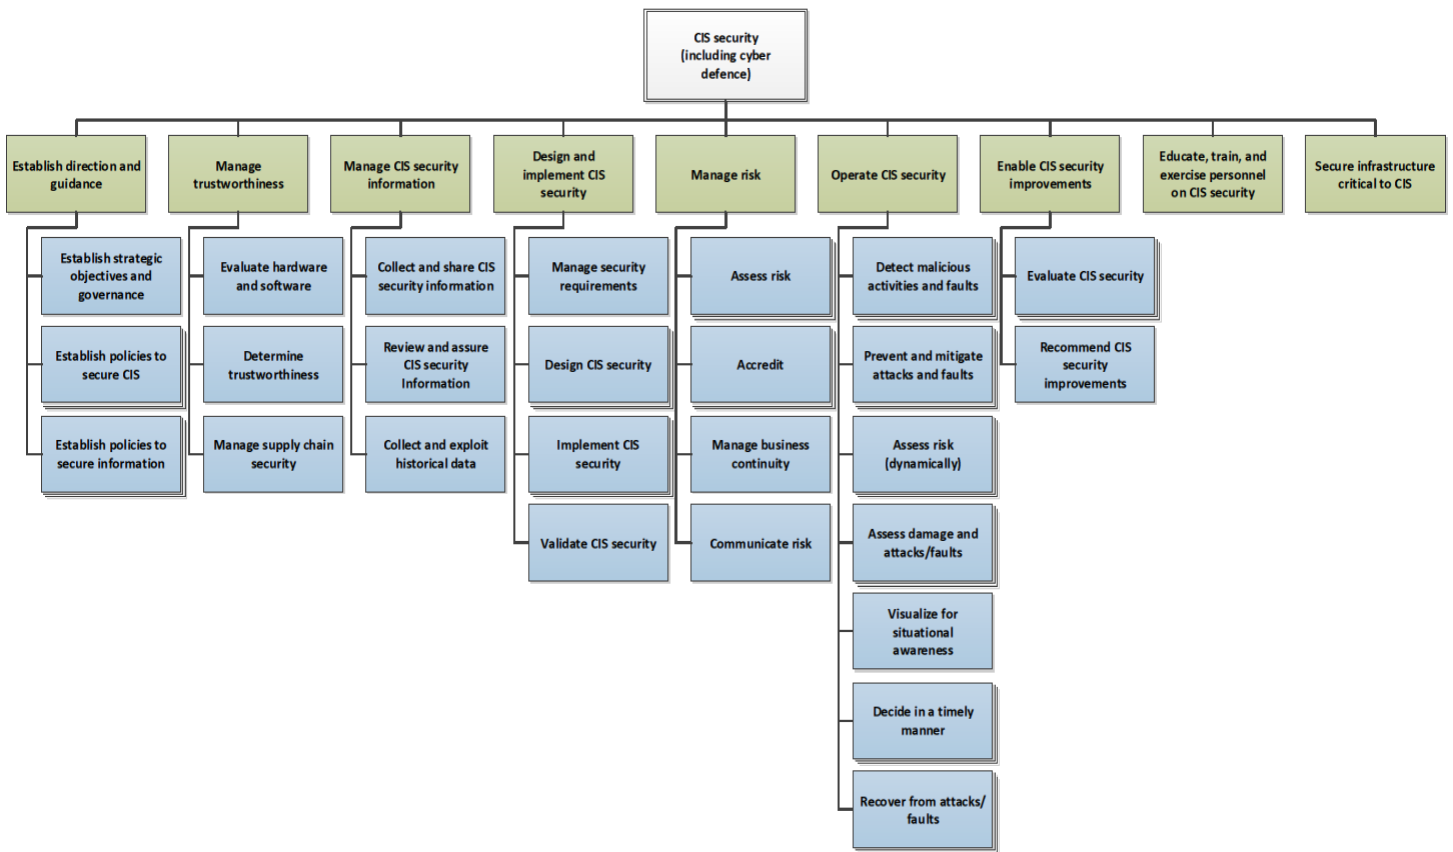 CIS security
(including cyber
defence)
Establish direction and
guidance
Manage
trustworthiness
Manage CIS security
information
Design and
implement CIS
security
Manage risk
Operate CIS security
Enable CIS security
improvements
Educate, train, and
exercise personnel
on CIS security
Secure infrastructure
critical to CIS
Establish strategic
objectives and
governance
Establish policies to
secure CIS
Establish policies to
secure information
Evaluate hardware
and software
Determine
trustworthiness
Manage supply chain
security
Collect and share CIS
security information
Review and assure
CIS security
Information
Collect and exploit
historical data
Manage security
requirements
Design CIS security
Implement CIS
security
Validate CIS security
Assess risk
Accredit
Manage business
continuity
Communicate risk
Detect malicious
activities and faults
Prevent and mitigate
attacks and faults
Assess risk
(dynamically)
Assess damage and
attacks/faults
Visualize for
situational
awareness
Decide in a timely
manner
Recover from attacks/
faults
Evaluate CIS security
Recommend CIS
security
improvements